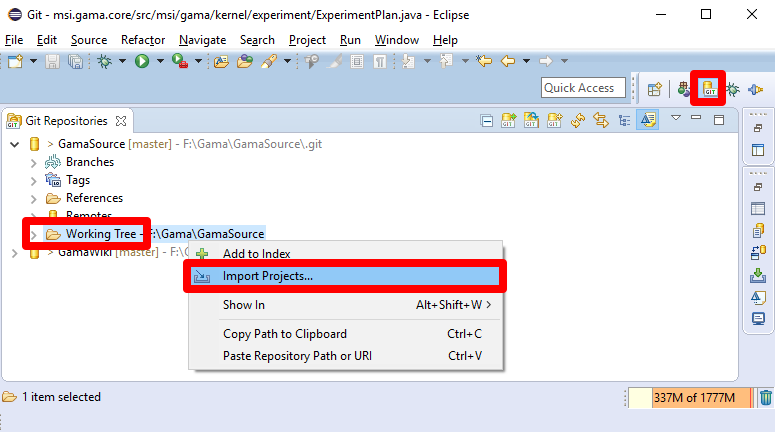 Git - msi.gama.core/src/msi/gama/kernel/experiment/ExperimentPlan.java - Eclipse
File Edit Source Refactor Navigate Search Project Run Window Help
Quick Access
GIT
Git Repositories
> GamaSource [master] - F:\Gama\GamaSource\.git
Branches
Tags
References
Remotes
Working Tree - F:\Gama\GamaSource
> GamaWiki [master] - F:\G
Add to Index
Import Projects...
Show In Alt+Shift+W >
Copy Path to Clipboard Ctrl+C
Paste Repository Path or URI Ctrl+V
1 item selected
337M of 1777M